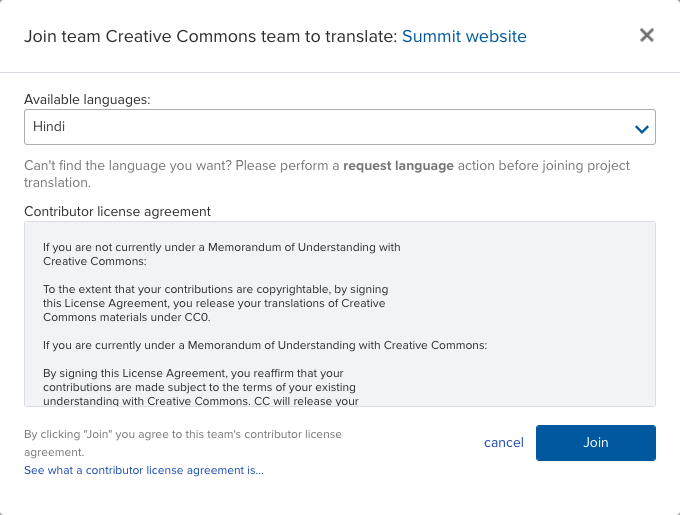 Join team Creative Commons team to translate: Summit website
Available languages:
Hindi
Can't find the language you want? Please perform a request language action before joining project
translation.
Contributor license agreement
If you are not currently under a Memorandum of Understanding with
Creative Commons:
To the extent that your contributions are copyrightable, by signing
this License Agreement, you release your translations of Creative
Commons materials under CC0.
If you are currently under a Memorandum of Understanding with Creative Commons:
By signing this License Agreement, you reaffirm that your
contributions are made subject to the terms of your existing
understanding with Creative Commons. CC will release your
By clicking "Join" you agree to this team's contributor license
agreement.
See what a contributor license agreement is...
cancel
Join